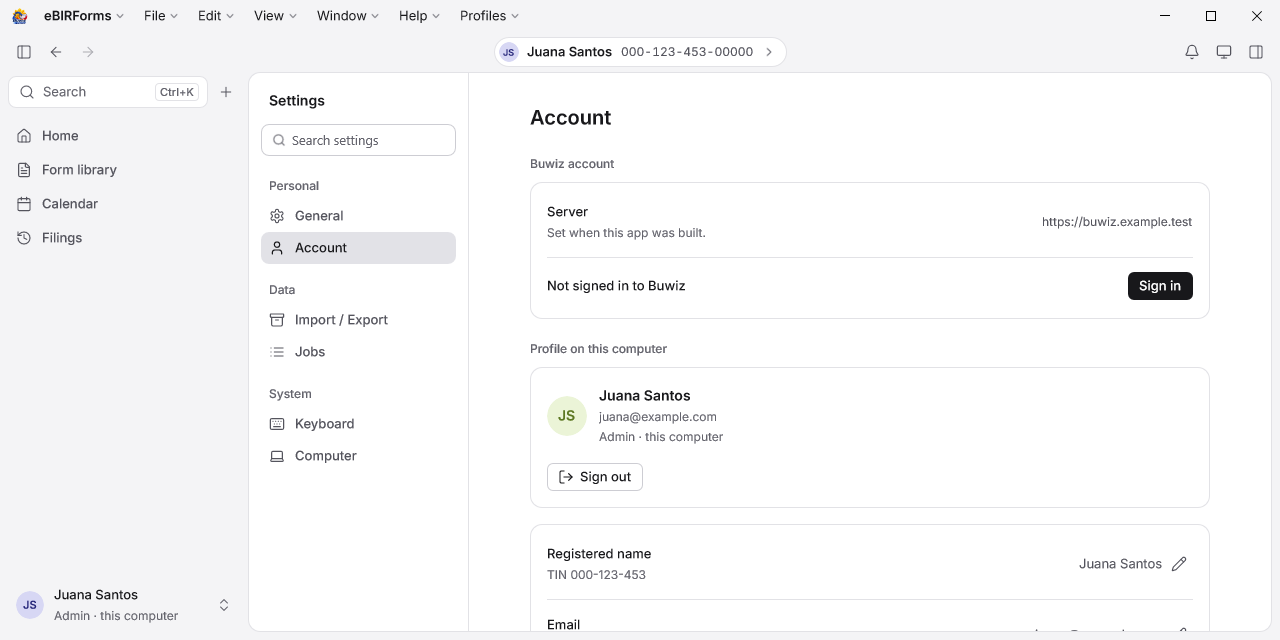 eBIRForms File Edit View Window Help Profiles
JS Juana Santos 000-123-453-00000
Search Ctrl+K
Home
Form library
Calendar
Filings
JS Juana Santos
Admin · this computer
Settings
Search settings
Personal
General
Account
Data
Import / Export
Jobs
System
Keyboard
Computer
Account
Buwiz account
Server
Set when this app was built.
https://buwiz.example.test
Not signed in to Buwiz
Sign in
Profile on this computer
JS
Juana Santos
juana@example.com
Admin · this computer
Sign out
Registered name
TIN 000-123-453
Juana Santos
Email